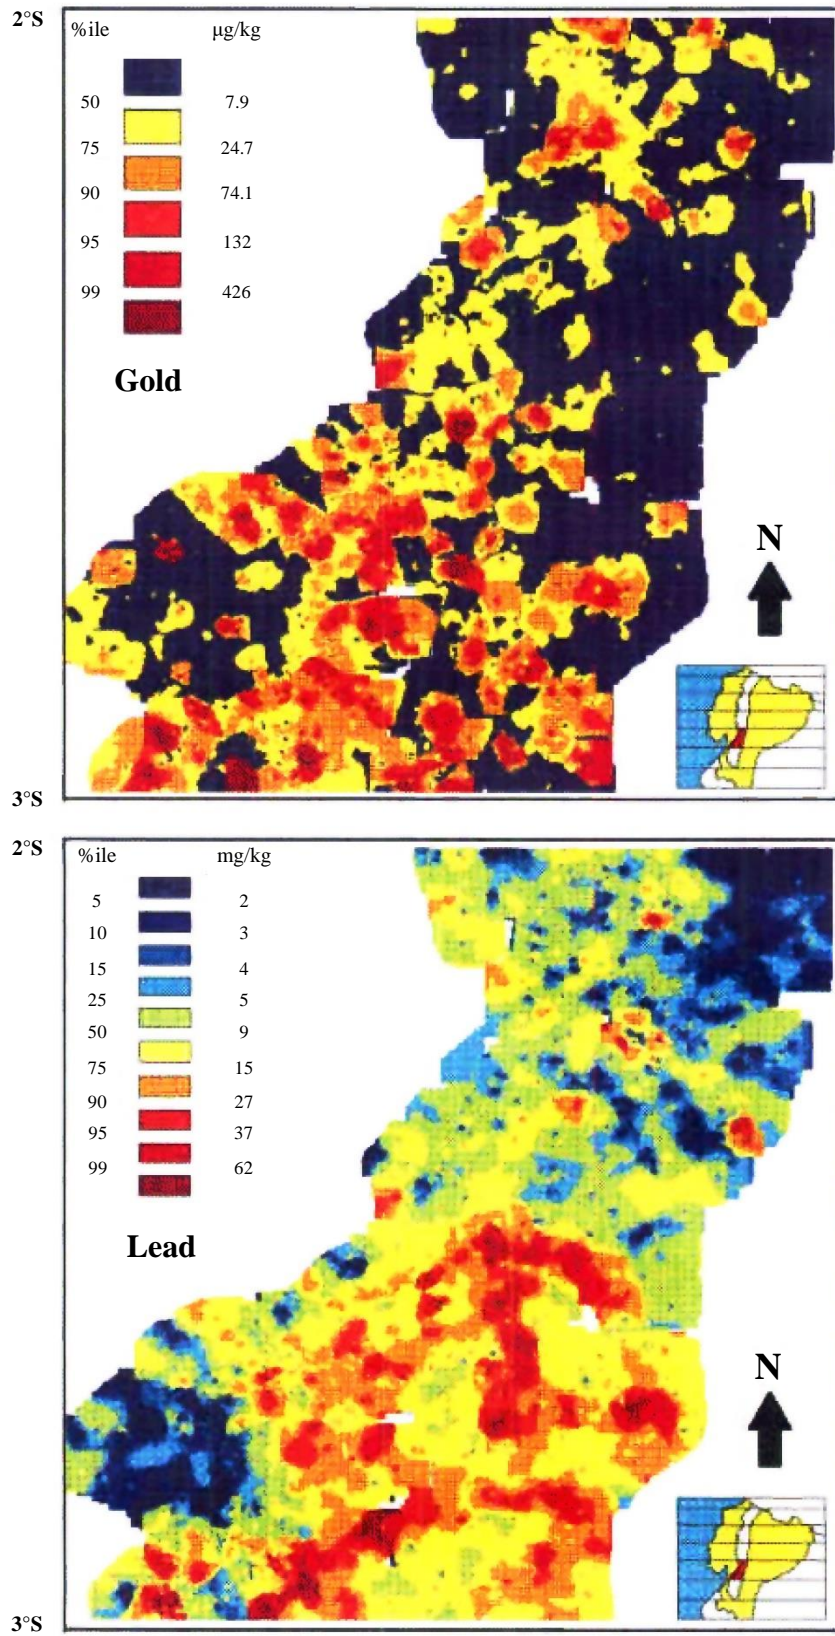 2°S
%ile µg/kg
50 7.9
75 24.7
90 74.1
95 132
99 426
Gold
N
3°S
2°S
%ile mg/kg
5 2
10 3
15 4
25 5
50 9
75 15
90 27
95 37
99 62
Lead
N
3°S